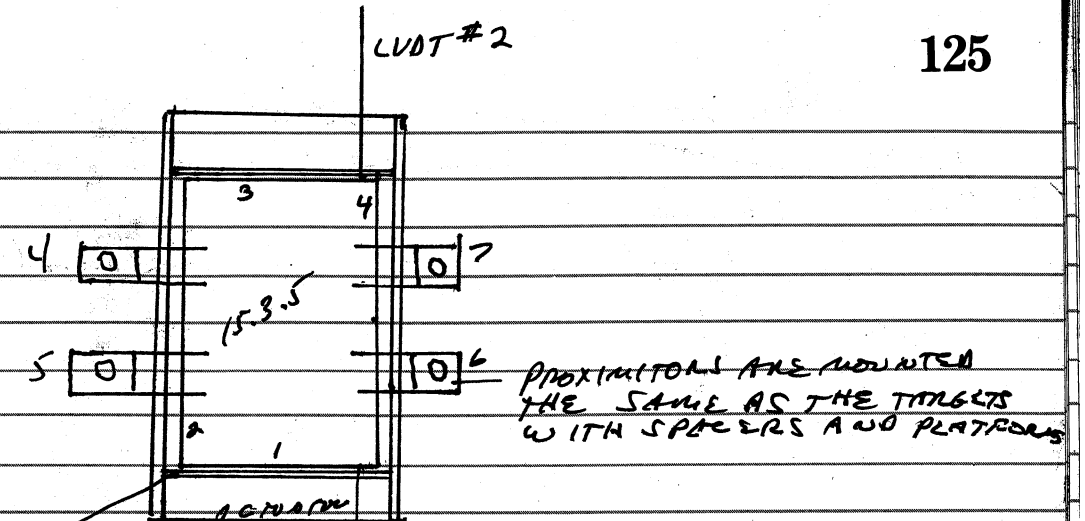 LVDT #2
125
3
4
4
7
15.3.5
5
6
PROXIMITORS ARE MOUNTED
THE SAME AS THE TARGETS
WITH SPACERS AND PLATFORMS
2
1
ACTUATOR